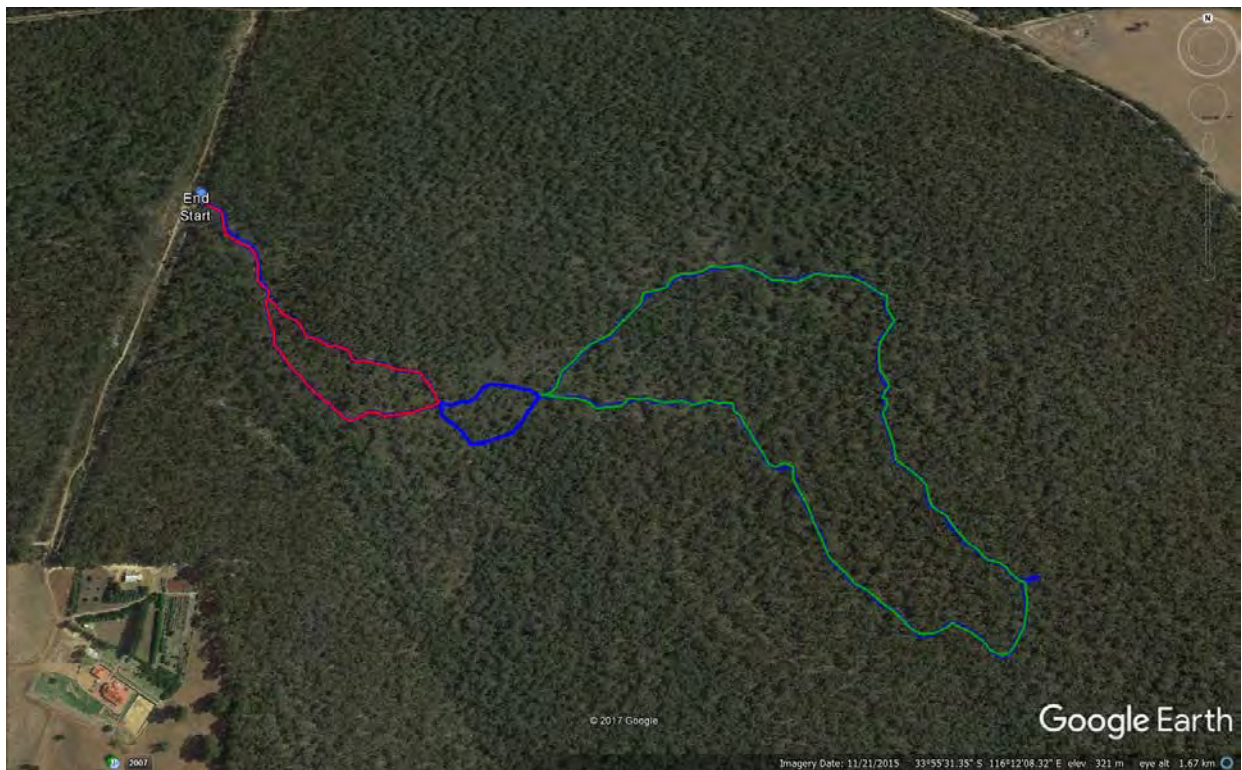 N
End
Start
© 2017 Google
Google Earth
2007
Imagery Date: 11/21/2015 33°55'31.35" S 116°12'08.32" E elev 321 m eye alt 1.67 km